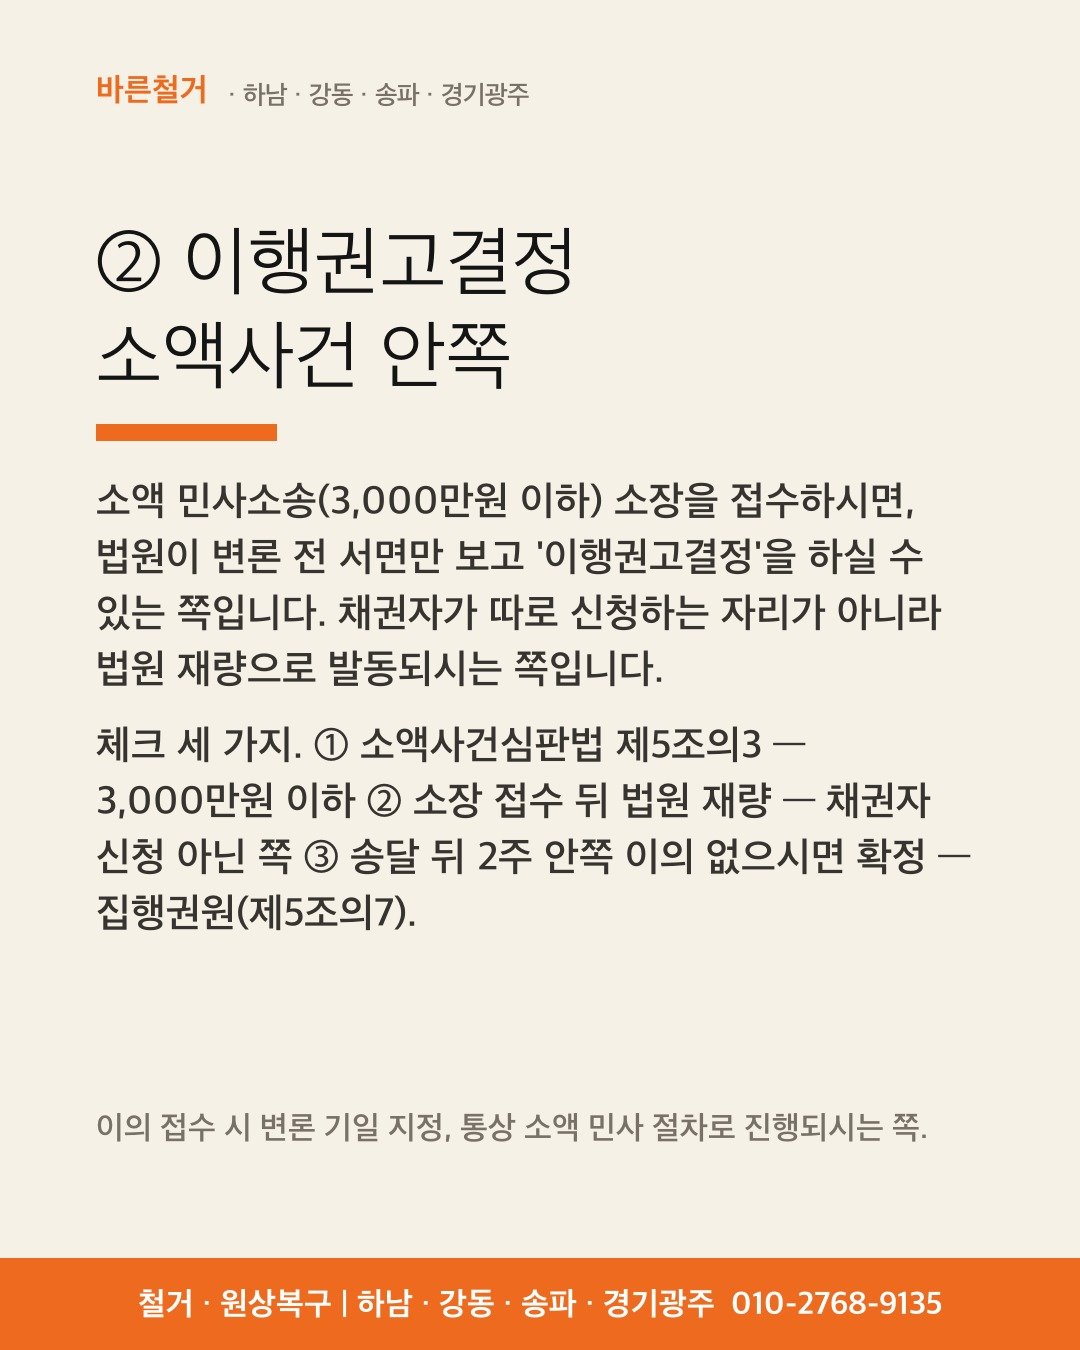 바른철거 · 하남 · 강동 · 송파 · 경기광주
② 이행권고결정
소액사건 안쪽
소액 민사소송(3,000만원 이하) 소장을 접수하시면,
법원이 변론 전 서면만 보고 '이행권고결정'을 하실 수
있는 쪽입니다. 채권자가 따로 신청하는 자리가 아니라
법원 재량으로 발동되시는 쪽입니다.
체크 세 가지. ① 소액사건심판법 제5조의3 —
3,000만원 이하 ② 소장 접수 뒤 법원 재량 — 채권자
신청 아닌 쪽 ③ 송달 뒤 2주 안쪽 이의 없으시면 확정 —
집행권원(제5조의7).
이의 접수 시 변론 기일 지정, 통상 소액 민사 절차로 진행되시는 쪽.
철거 · 원상복구 | 하남 · 강동 · 송파 · 경기광주 010-2768-9135